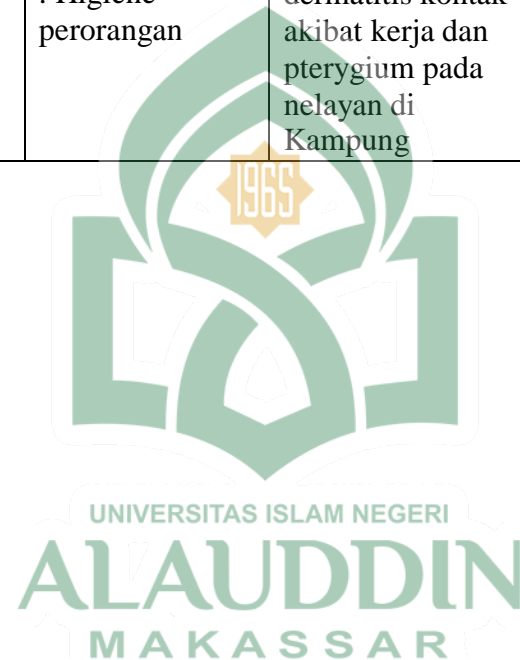 : Higiene
perorangan
dermatitis kontak
akibat kerja dan
pterygium pada
nelayan di
Kampung
1965
UNIVERSITAS ISLAM NEGERI
ALAUDDIN
MAKASSAR